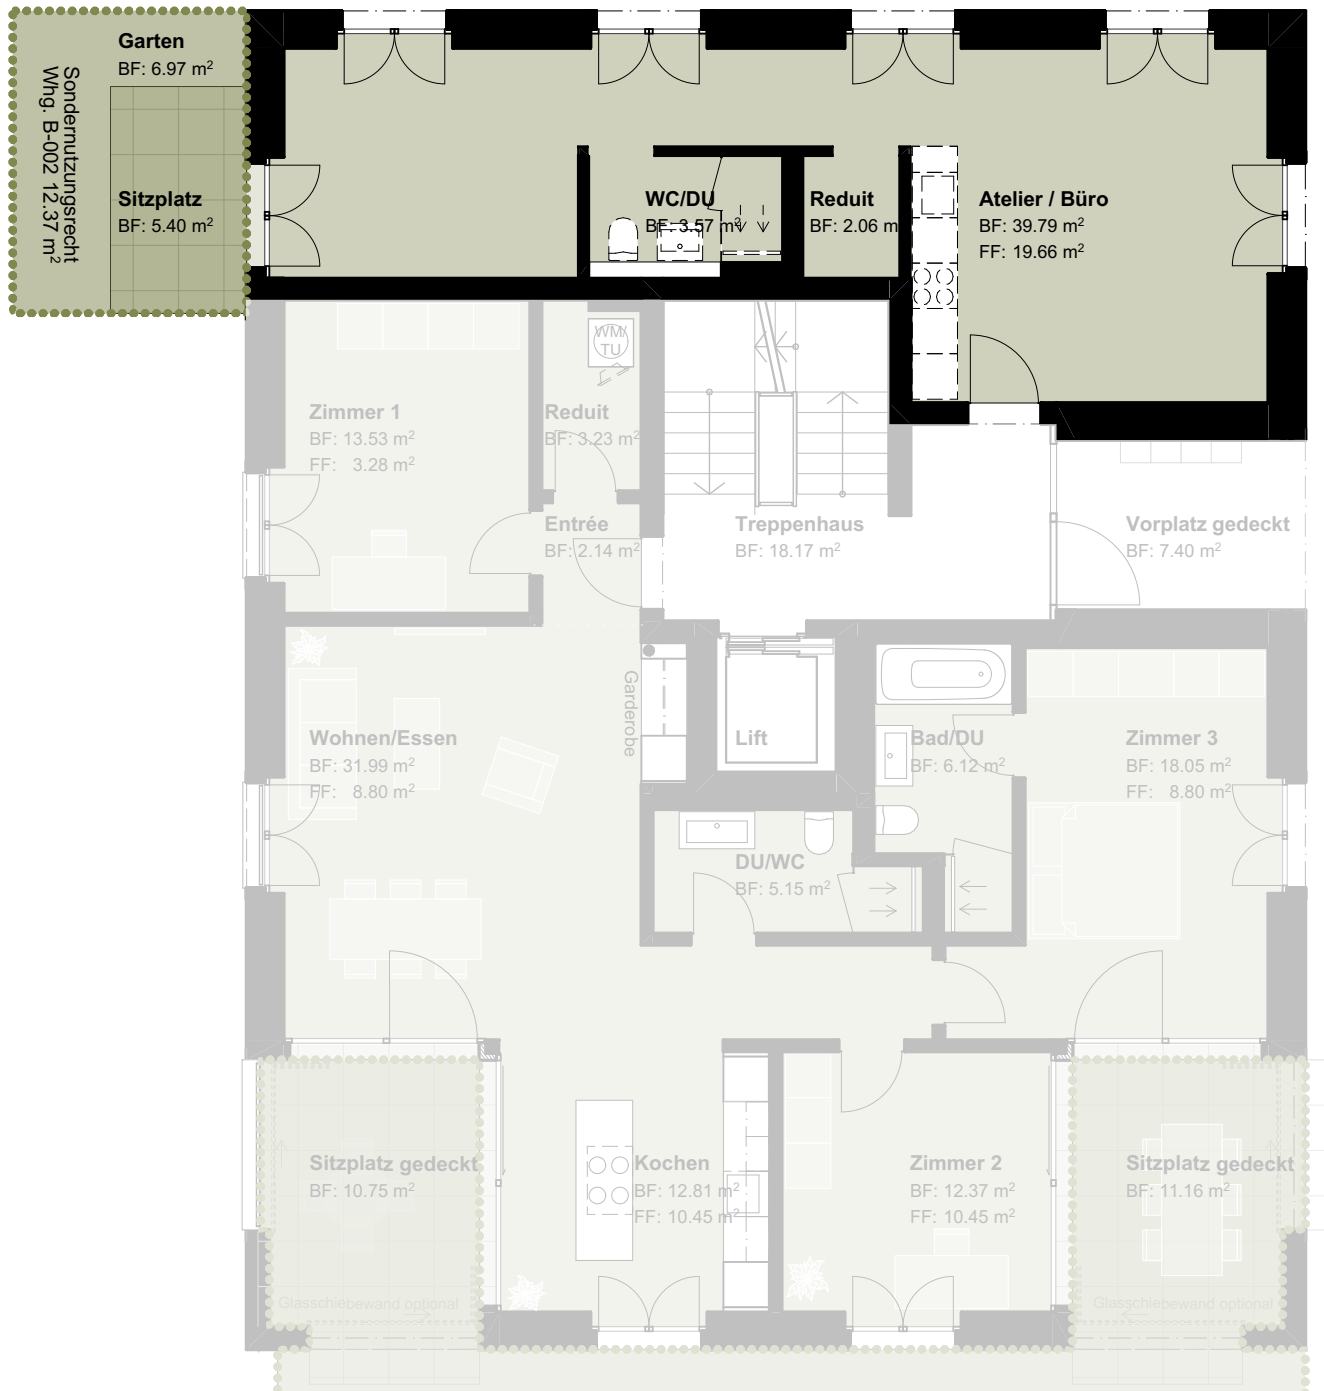 Garten
BF: 6.97 m²
Sondernutzungsrecht
Whg. B-002 12.37 m²
Sitzplatz
BF: 5.40 m²
WC/DU
BF: 3.57 m²
Reduit
BF: 2.06 m
Atelier / Büro
BF: 39.79 m²
FF: 19.66 m²
WM/
TU
Zimmer 1
BF: 13.53 m²
FF: 3.28 m²
Reduit
BF: 3.23 m²
Entrée
BF: 2.14 m²
Treppenhaus
BF: 18.17 m²
Vorplatz gedeckt
BF: 7.40 m²
Garderobe
Wohnen/Essen
BF: 31.99 m²
FF: 8.80 m²
Lift
Bad/DU
BF: 6.12 m²
Zimmer 3
BF: 18.05 m²
FF: 8.80 m²
DU/WC
BF: 5.15 m²
Sitzplatz gedeckt
BF: 10.75 m²
Kochen
BF: 12.81 m²
FF: 10.45 m²
Zimmer 2
BF: 12.37 m²
FF: 10.45 m²
Sitzplatz gedeckt
BF: 11.16 m²
Glasschiebewand optional
Glasschiebewand optional